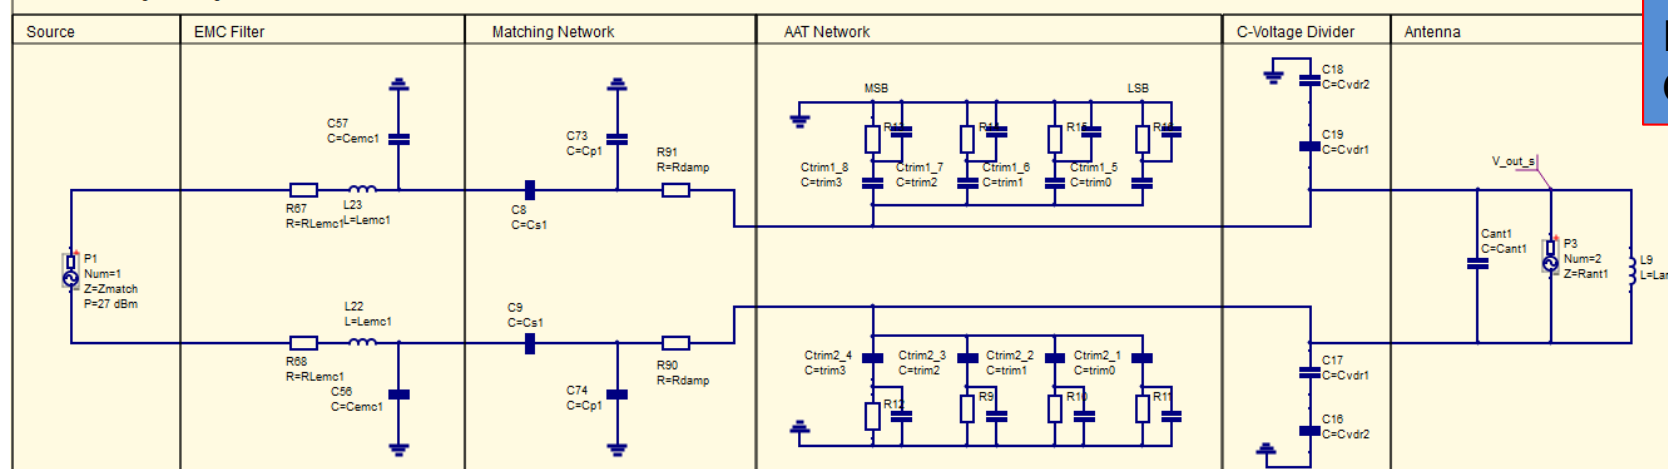 Source
EMC Filter
Matching Network
AAT Network
C-Voltage Divider
Antenna
C57
C=Cemc1
C73
C=Cp1
R91
R=Rdamp
R67
R=RLemc1
L23
L=Lemc1
C8
C=Cs1
P1
Num=1
Z=Zmatch
P=27 dBm
L22
L=Lemc1
R68
R=RLemc1
C56
C=Cemc1
C9
C=Cs1
C74
C=Cp1
R90
R=Rdamp
MSB
LSB
Ctrim1_8
C=trim3
Ctrim1_7
C=trim2
Ctrim1_6
C=trim1
Ctrim1_5
C=trim0
Ctrim2_4
C=trim3
Ctrim2_3
C=trim2
Ctrim2_2
C=trim1
Ctrim2_1
C=trim0
R12
R9
R10
R11
C18
C=Cvdr2
C19
C=Cvdr1
C17
C=Cvdr1
C16
C=Cvdr2
V_out_s
Cant1
C=Cant1
P3
Num=2
Z=Rant1
L9